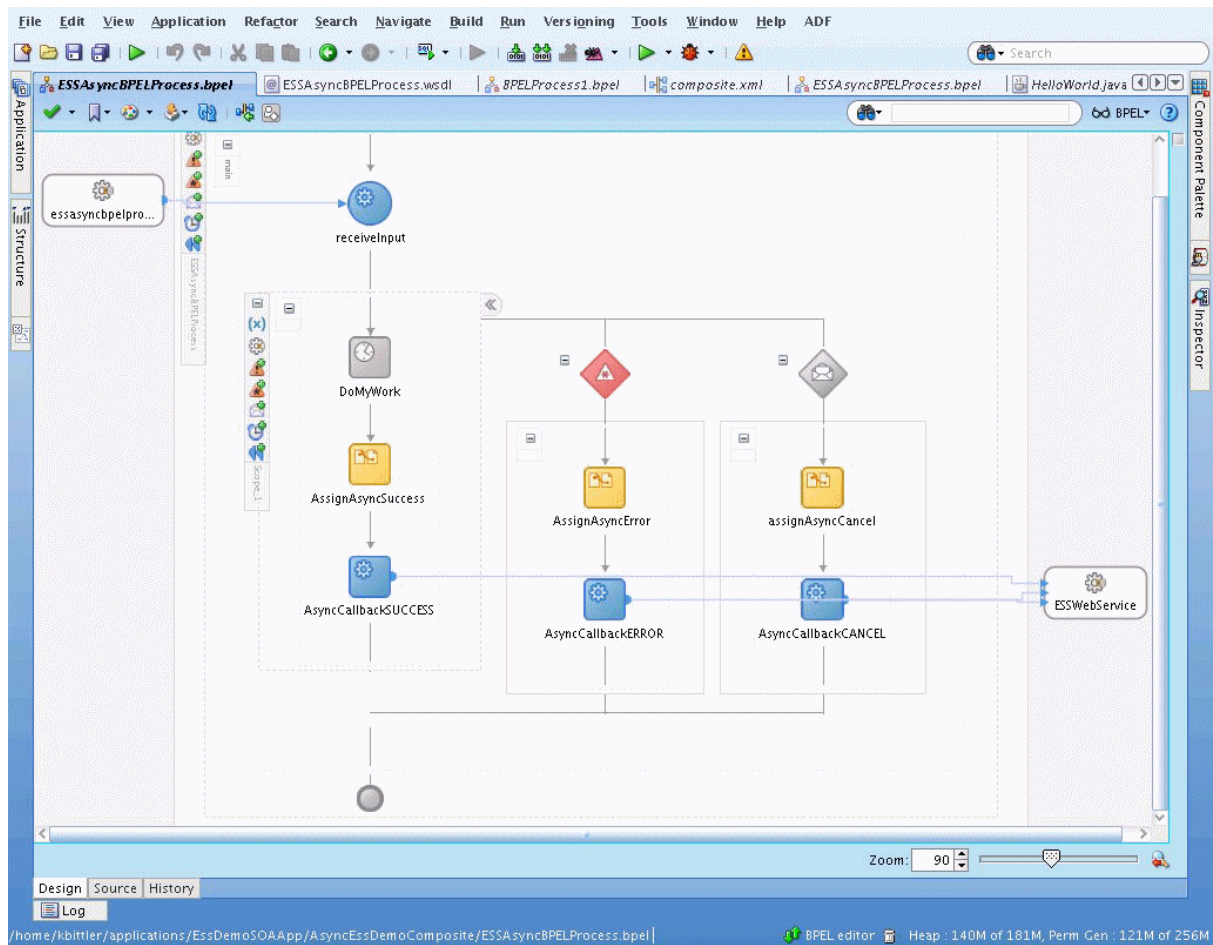 File Edit View Application Refactor Search Navigate Build Run Versioning Tools Window Help ADF
Search
ESSAsyncBPELProcess.bpel ESSAsyncBPELProcess.wsdl BPELProcess1.bpel composite.xml ESSAsyncBPELProcess.bpel HelloWorld.java
BPEL
Application
Structure
Component Palette
Inspector
main
essasyncbpelpro...
receiveInput
ESSAsyncBPELProcess
(x)
DoMyWork
Scope_1
AssignAsyncSuccess
AssignAsyncError
assignAsyncCancel
AsyncCallbackSUCCESS
AsyncCallbackERROR
AsyncCallbackCANCEL
ESSWebService
Zoom: 90
Design Source History
Log
/home/kbittler/applications/EssDemoSOAApp/AsyncEssDemoComposite/ESSAsyncBPELProcess.bpel BPEL editor Heap : 140M of 181M, Perm Gen : 121M of 256M